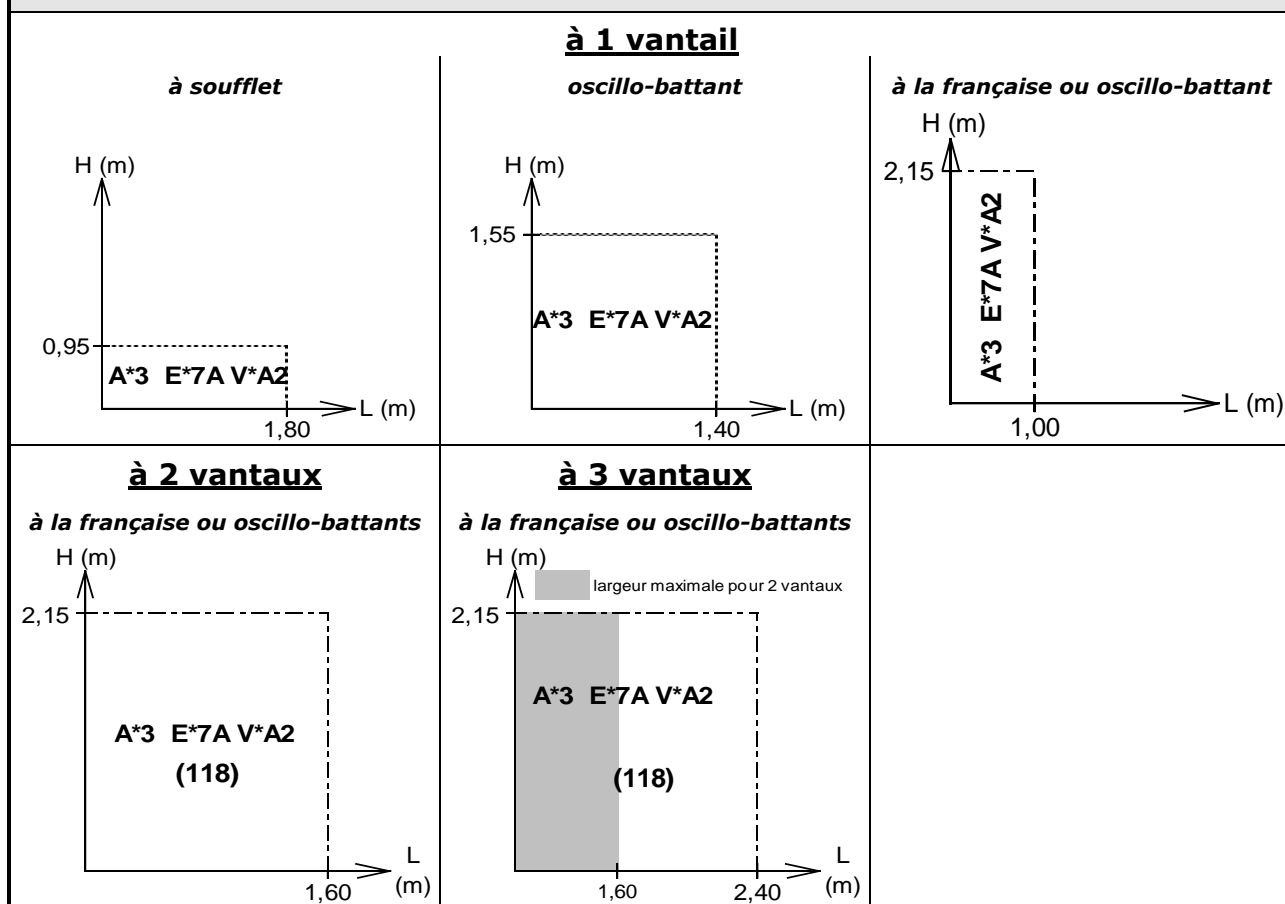 à 1 vantail
à soufflet
H (m)
0,95
A*3 E*7A V*A2
L (m)
1,80
oscillo-battant
H (m)
1,55
A*3 E*7A V*A2
L (m)
1,40
à la française ou oscillo-battant
H (m)
2,15
A*3 E*7A V*A2
L (m)
1,00
à 2 vantaux
à la française ou oscillo-battants
H (m)
2,15
A*3 E*7A V*A2
(118)
L
(m)
1,60
à 3 vantaux
à la française ou oscillo-battants
H (m)
largeur maximale pour 2 vantaux
2,15
A*3 E*7A V*A2
(118)
L
(m)
1,60
2,40